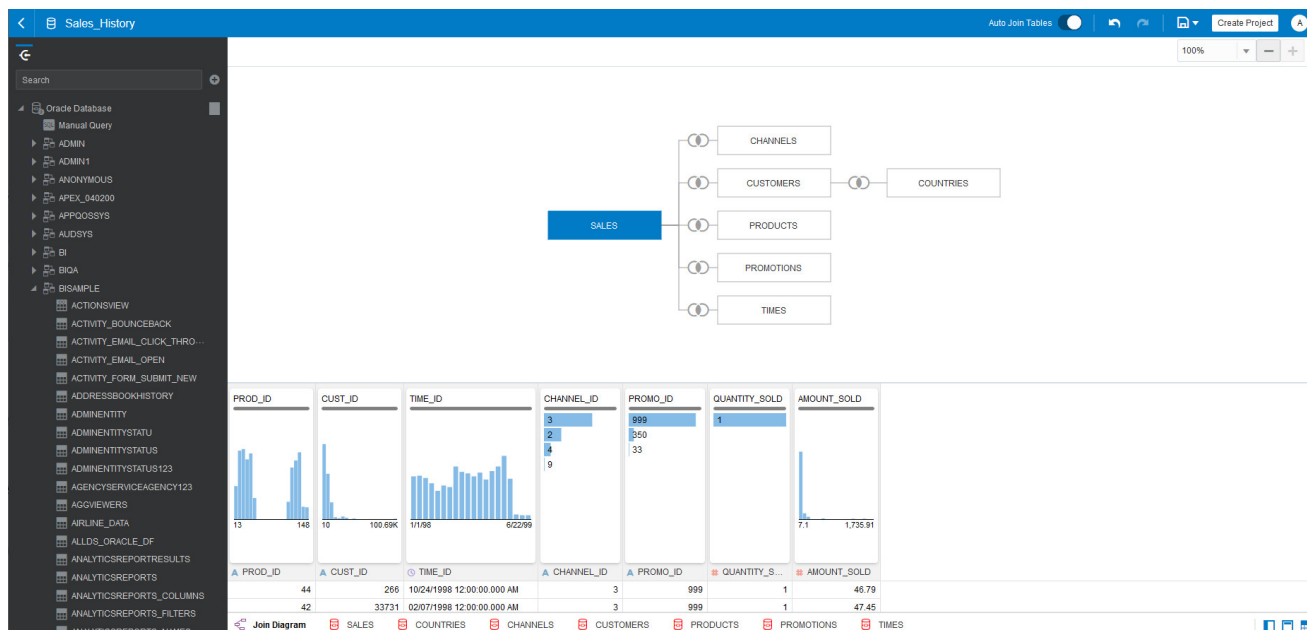 Sales_History
Auto Join Tables
Create Project
A
Search
100%
Oracle Database
Manual Query
ADMIN
ADMIN1
ANONYMOUS
APEX_040200
APPQOSSYS
AUDSYS
BI
BIQA
BISAMPLE
ACTIONSVIEW
ACTIVITY_BOUNCEBACK
ACTIVITY_EMAIL_CLICK_THRO...
ACTIVITY_EMAIL_OPEN
ACTIVITY_FORM_SUBMIT_NEW
ADDRESSBOOKHISTORY
ADMINENTITY
ADMINENTITYSTATU
ADMINENTITYSTATUS
ADMINENTITYSTATUS123
AGENCYSERVICEAGENCY123
AGGVIEWERS
AIRLINE_DATA
ALLDS_ORACLE_DF
ANALYTICSREPORTRESULTS
ANALYTICSREPORTS
ANALYTICSREPORTS_COLUMNS
ANALYTICSREPORTS_FILTERS
CHANNELS
CUSTOMERS COUNTRIES
SALES PRODUCTS
PROMOTIONS
TIMES
PROD_ID CUST_ID TIME_ID CHANNEL_ID PROMO_ID QUANTITY_SOLD AMOUNT_SOLD
3 999 1
2 350
4 33
9
13 148 10 100.69K 1/1/98 6/22/99 7.1 1,735.91
A PROD_ID A CUST_ID TIME_ID A CHANNEL_ID A PROMO_ID # QUANTITY_S... # AMOUNT_SOLD
44 266 10/24/1998 12:00:00.000 AM 3 999 1 46.79
42 33731 02/07/1998 12:00:00.000 AM 3 999 1 47.45
Join Diagram SALES COUNTRIES CHANNELS CUSTOMERS PRODUCTS PROMOTIONS TIMES